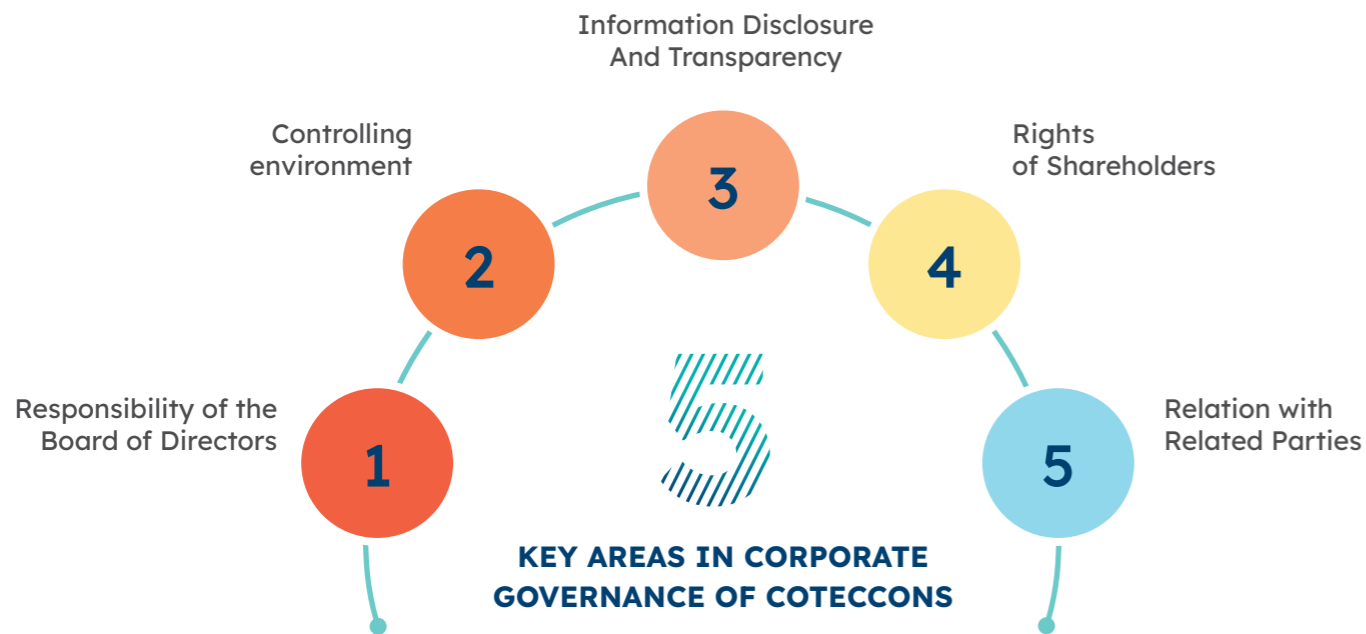 Information Disclosure
And Transparency
Controlling
environment
Rights
of Shareholders
3
2
4
Responsibility of the
Board of Directors
Relation with
Related Parties
1
5
5
KEY AREAS IN CORPORATE
GOVERNANCE OF COTECCONS